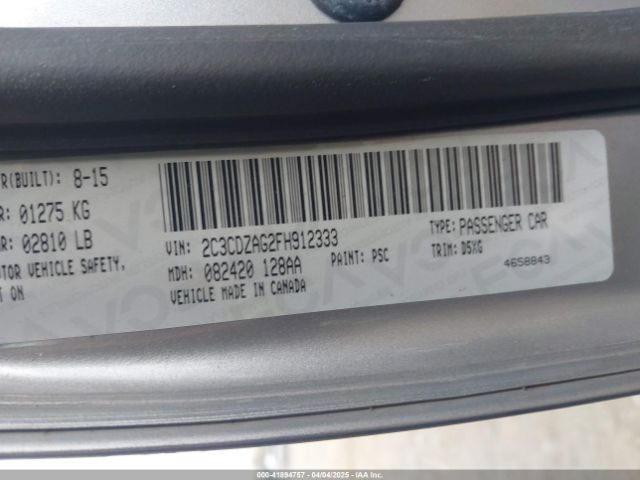 R(BUILT): 8-15
R: 01275 KG
R: 02810 LB
TOR VEHICLE SAFETY,
T ON
VIN: 2C3CDZAG2FH912333
TYPE: PASSENGER CAR
MDH: 082420 128AA
PAINT: PSC
TRIM: D5XG
VEHICLE MADE IN CANADA
4658843
000-41894757 - 04/04/2025 - IAA Inc.